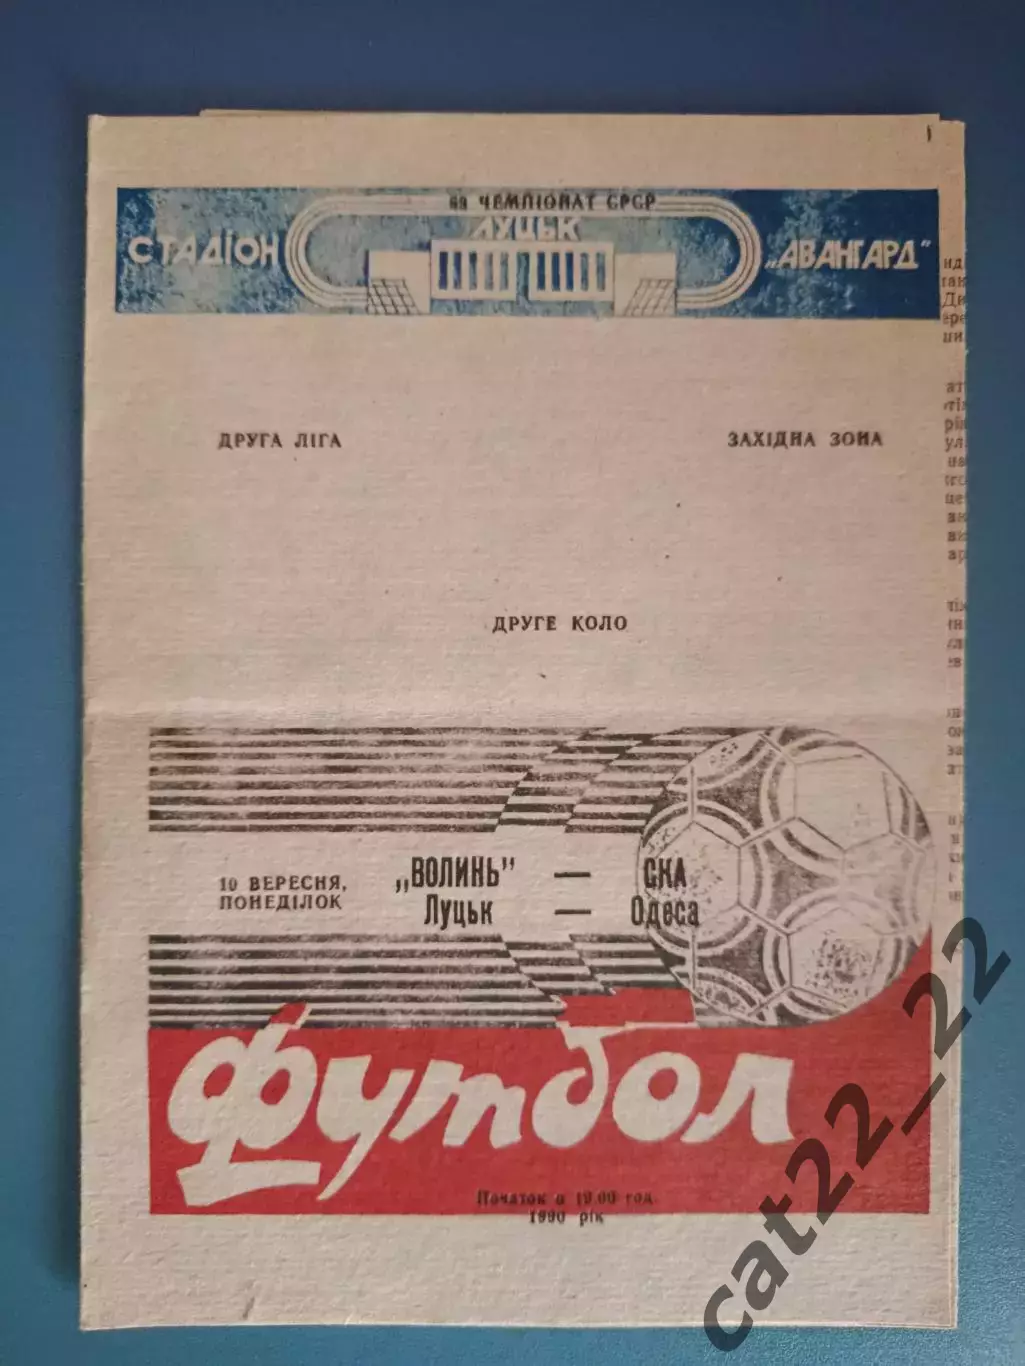 53 ЧЕМПІОНАТ СРСР
СТАДІОН
ЛУЦЬК
„АВАНГАРД"
ДРУГА ЛІГА
ЗАХІДНА ЗОНА
ДРУГЕ КОЛО
10 ВЕРЕСНЯ,
ПОНЕДІЛОК
„ВОЛИНЬ" — СКА
Луцьк — Одеса
Футбол
Початок о 19.00 год.
1990 рік
cat22_22